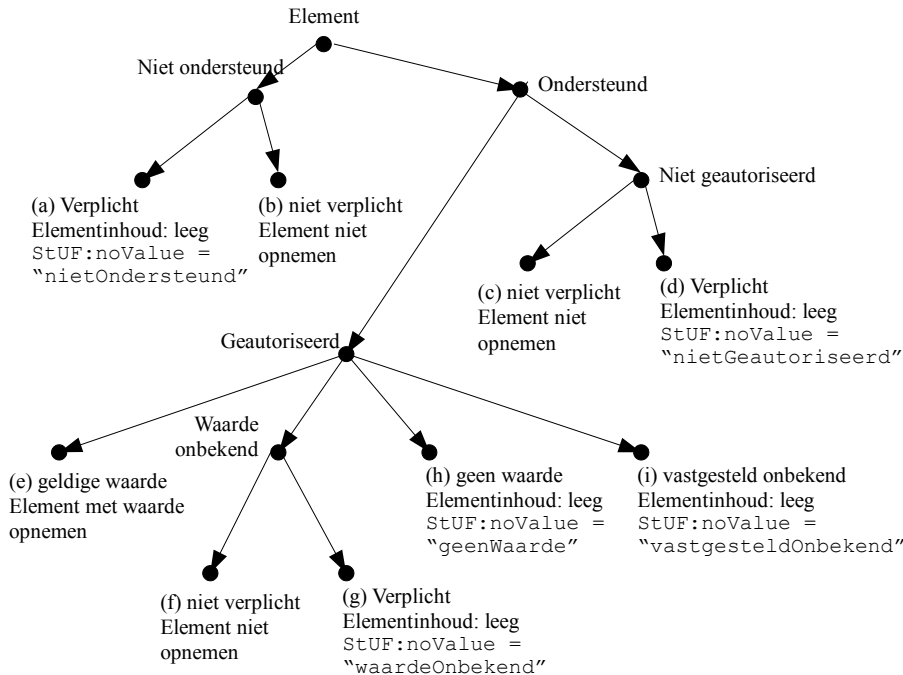 Element
Niet ondersteund
Ondersteund
Niet geautoriseerd
(a) Verplicht
Elementinhoud: leeg
StUF:noValue =
“nietOndersteund”
(b) niet verplicht
Element niet
opnemen
(c) niet verplicht
Element niet
opnemen
(d) Verplicht
Elementinhoud: leeg
StUF:noValue =
“nietGeautoriseerd”
Geautoriseerd
Waarde
onbekend
(e) geldige waarde
Element met waarde
opnemen
(h) geen waarde
Elementinhoud: leeg
StUF:noValue =
“geenWaarde”
(i) vastgesteld onbekend
Elementinhoud: leeg
StUF:noValue =
“vastgesteldOnbekend”
(f) niet verplicht
Element niet
opnemen
(g) Verplicht
Elementinhoud: leeg
StUF:noValue =
“waardeOnbekend”